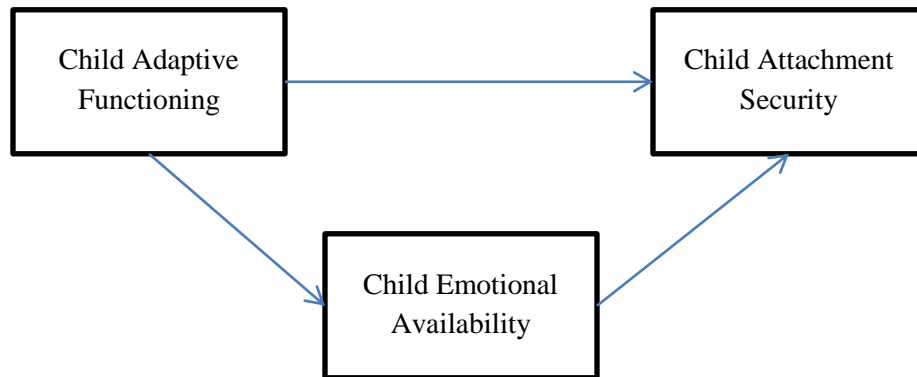 Child Adaptive
Functioning
Child Attachment
Security
Child Emotional
Availability